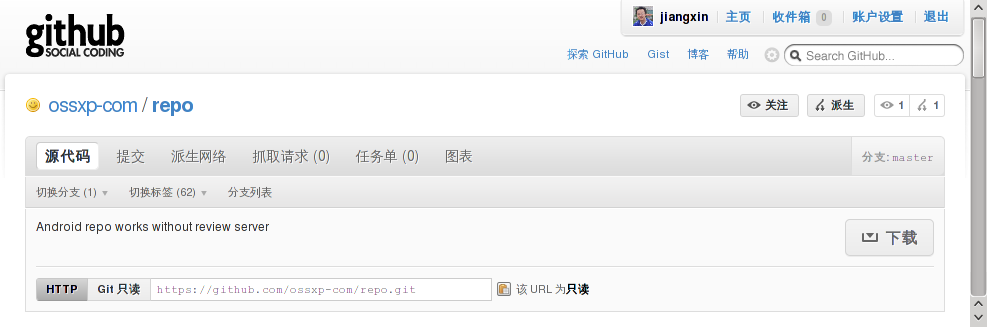 github
SOCIAL CODING
jiangxin 主页 收件箱 0 账户设置 退出
探索 GitHub Gist 博客 帮助 Search GitHub...
ossxp-com / repo 关注 派生 1 1
源代码 提交 派生网络 抓取请求 (0) 任务单 (0) 图表 分支: master
切换分支 (1) 切换标签 (62) 分支列表
Android repo works without review server
下载
HTTP Git 只读 https://github.com/ossxp-com/repo.git 该 URL 为只读